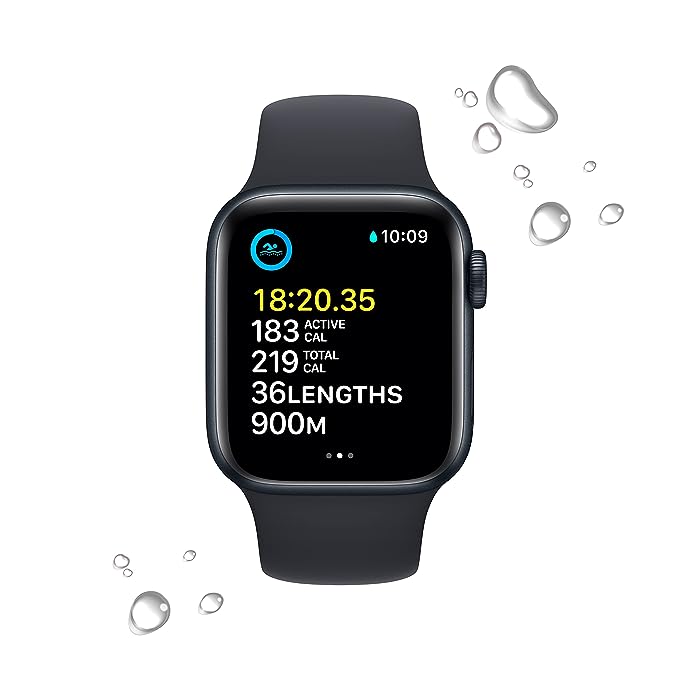 10:09
18:20.35
183 ACTIVE CAL
219 TOTAL CAL
36LENGTHS
900M